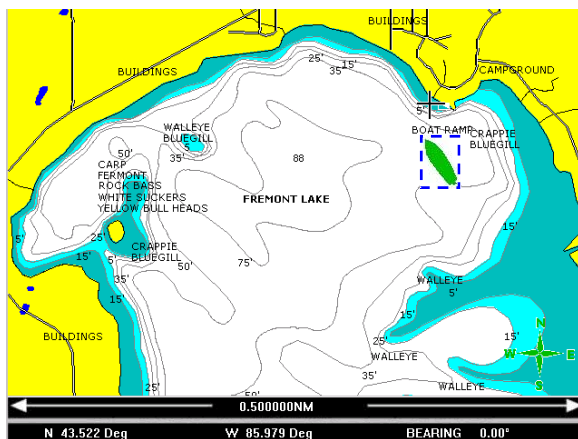 BUILDINGS
25'
15'
35'
BUILDINGS
CAMPGROUND
5'
WALLEYE
BLUEGILL
5
BOAT RAMP
CRAPPIE
BLUEGILL
50'
35'
88
CARP
FERMONT
ROCK BASS
WHITE SUCKERS
YELLOW BULL HEADS
FREMONT LAKE
5'
25'
15'
CRAPPIE
BLUEGILL
5'
15'
35'
50'
75'
WALLEYE
5'
15'
15'
15'
BUILDINGS
25'
WALLEYE
35'
WALLEYE
25'
50'
N
W E
S
0.500000NM
N 43.522 Deg W 85.979 Deg BEARING 0.00°